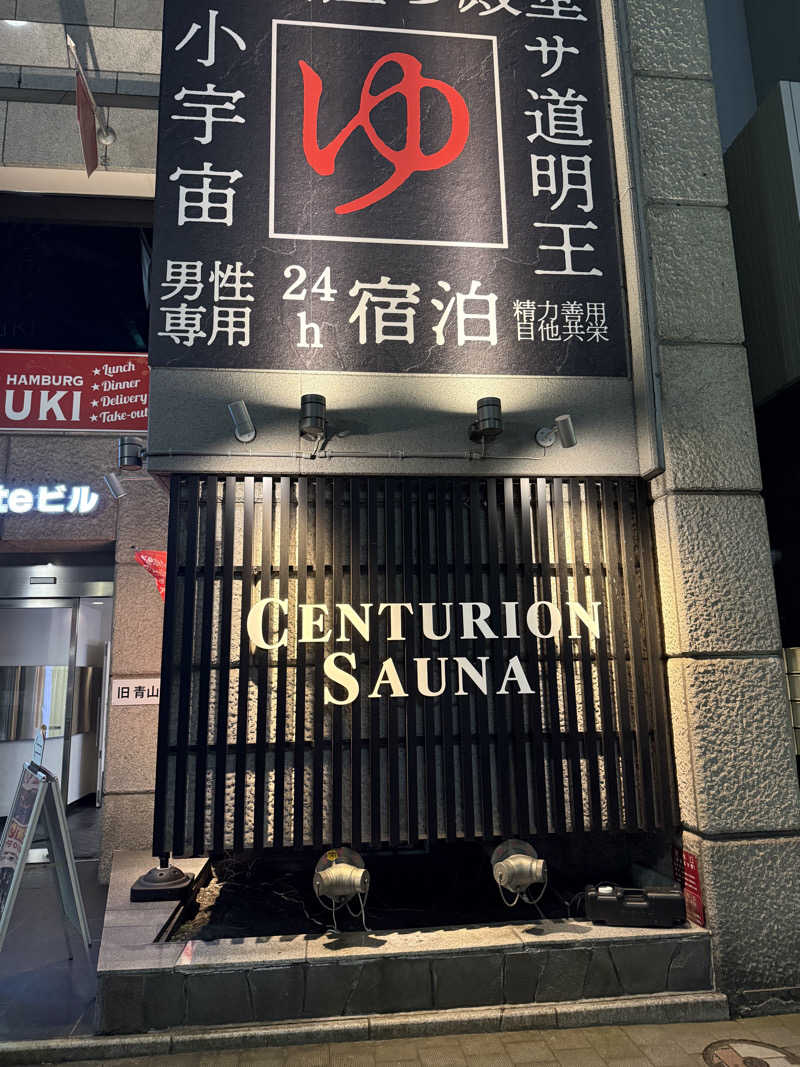 小宇宙
ゆ
サ道明王
男性
専用
24
h
宿泊
精力善用
自他共栄
HAMBURG
UKI
★Lunch
★Dinner
★Delivery
★Take-out
teビル
CENTURION
SAUNA
旧青山